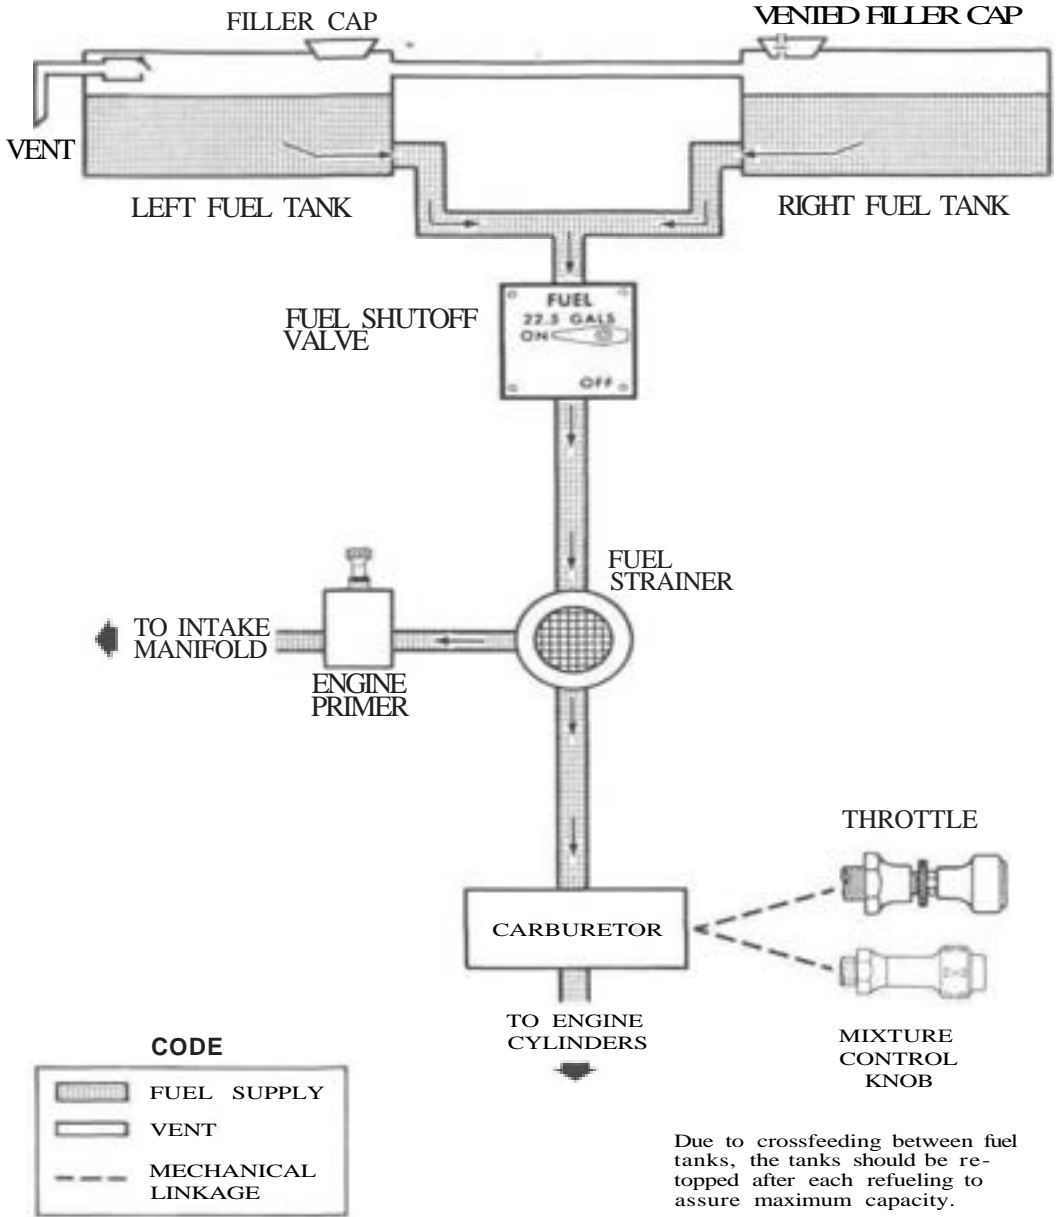 FILLER CAP
VENTED FILLER CAP
VENT
LEFT FUEL TANK
RIGHT FUEL TANK
FUEL SHUTOFF
VALVE
FUEL
22.5 GALS
ON
OFF
FUEL
STRAINER
TO INTAKE
MANIFOLD
ENGINE
PRIMER
THROTTLE
CARBURETOR
TO ENGINE
CYLINDERS
MIXTURE
CONTROL
KNOB
CODE
FUEL SUPPLY
VENT
MECHANICAL
LINKAGE
Due to crossfeeding between fuel
tanks, the tanks should be re-
topped after each refueling to
assure maximum capacity.